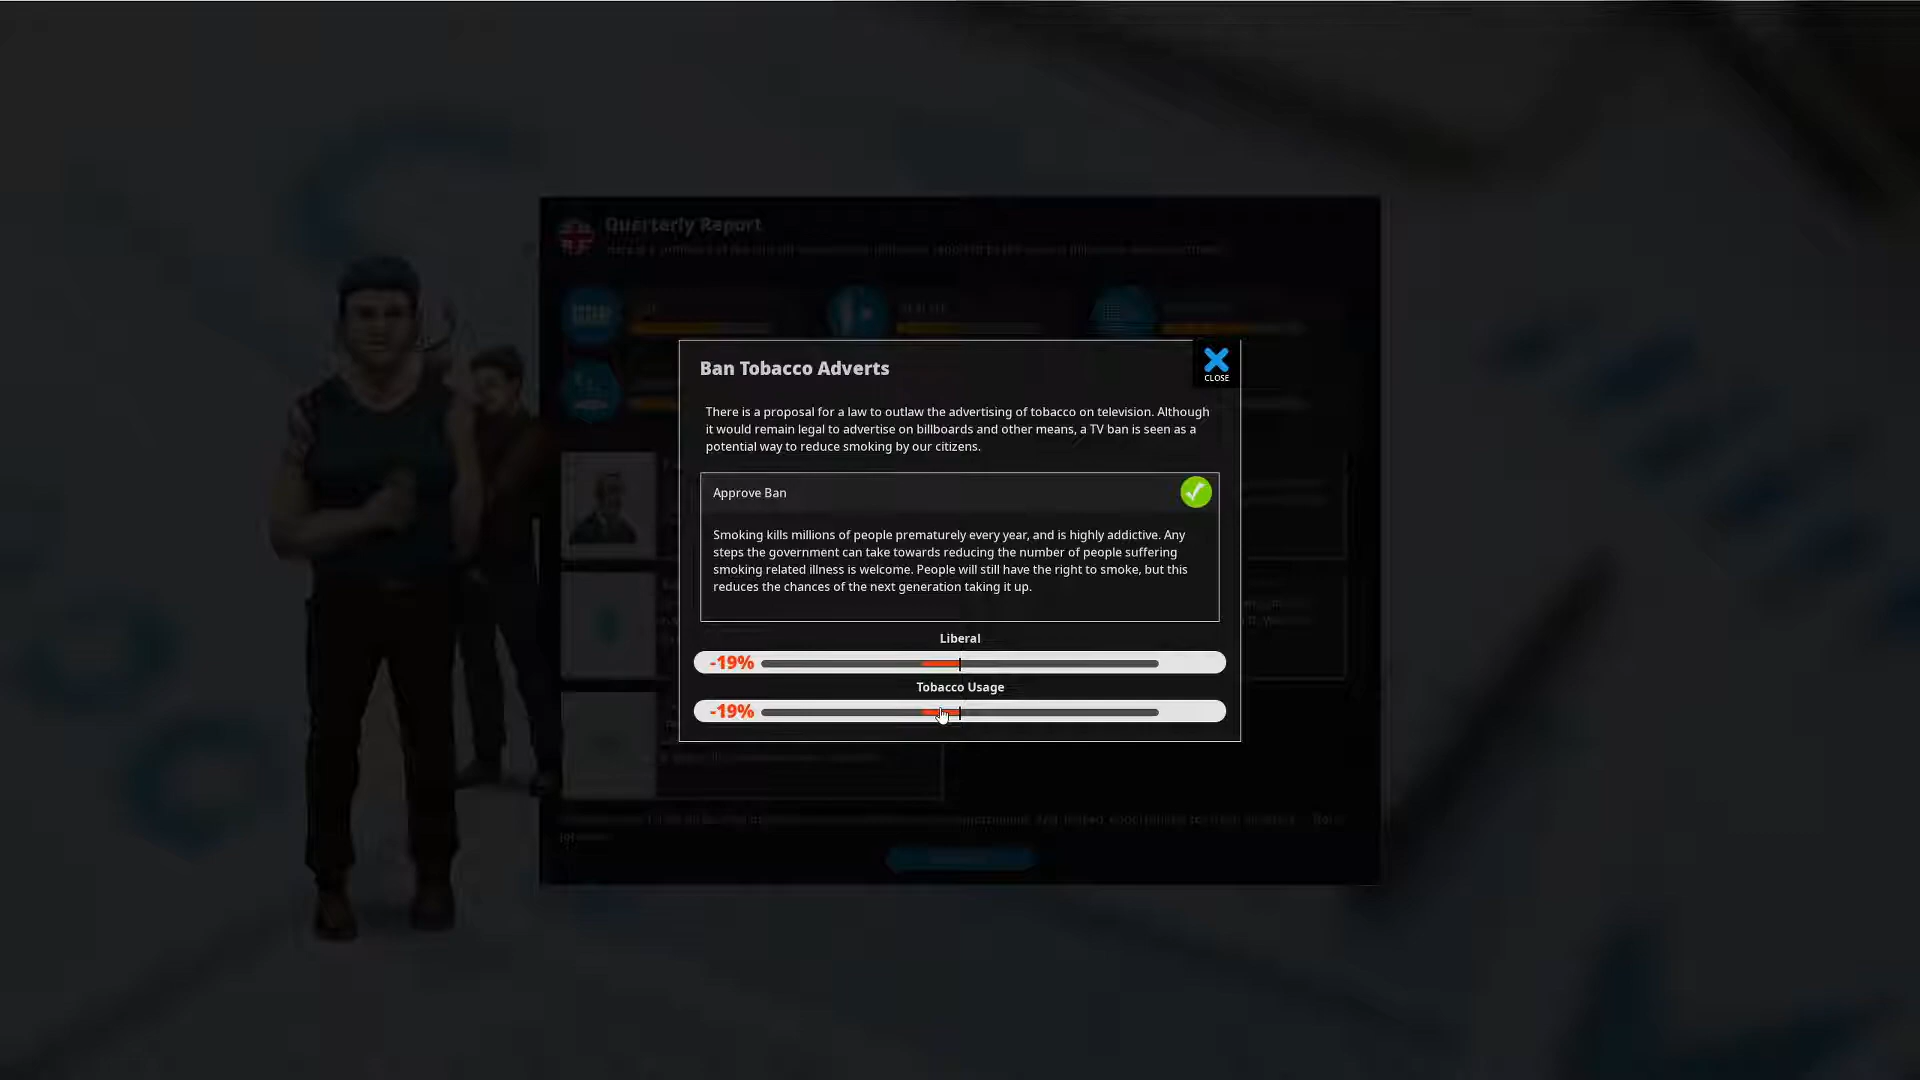 Quarterly Report
Ban Tobacco Adverts
CLOSE
There is a proposal for a law to outlaw the advertising of tobacco on television. Although
it would remain legal to advertise on billboards and other means, a TV ban is seen as a
potential way to reduce smoking by our citizens.
Approve Ban
Smoking kills millions of people prematurely every year, and is highly addictive. Any
steps the government can take towards reducing the number of people suffering
smoking related illness is welcome. People will still have the right to smoke, but this
reduces the chances of the next generation taking it up.
Liberal
-19%
Tobacco Usage
-19%